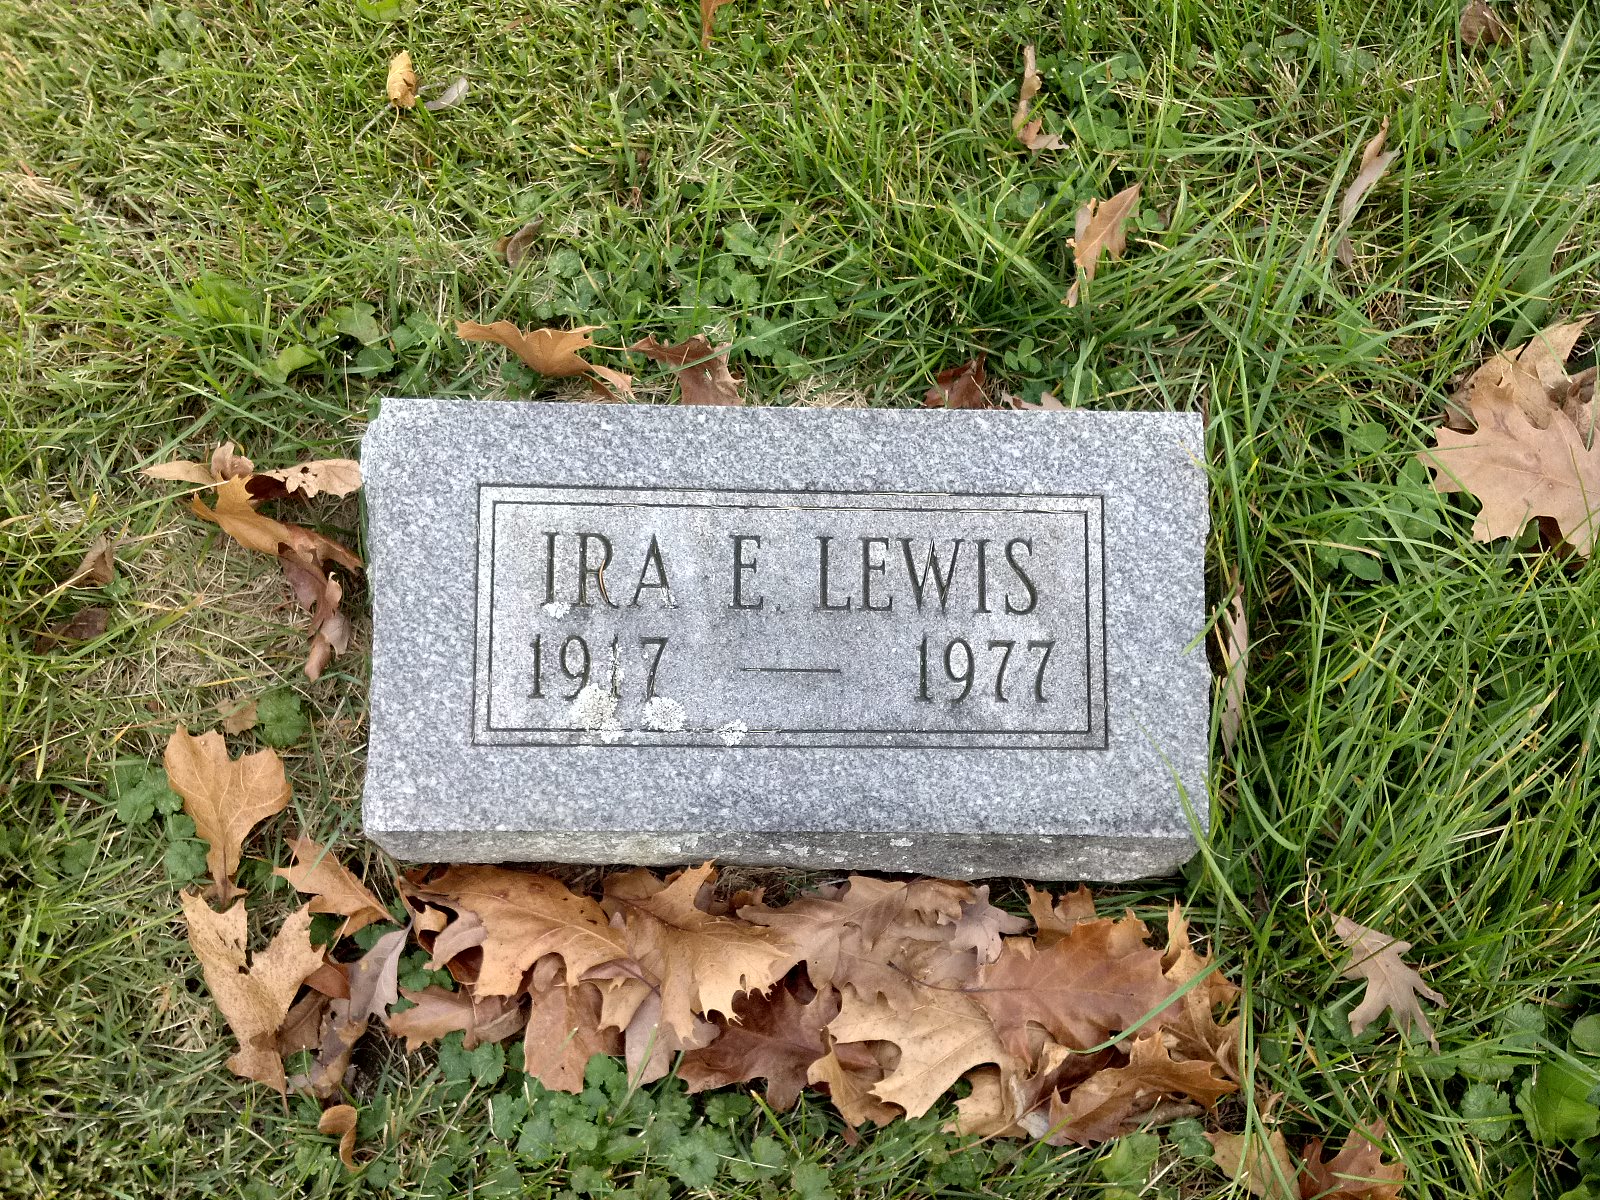 IRA E. LEWIS
1917 — 1977